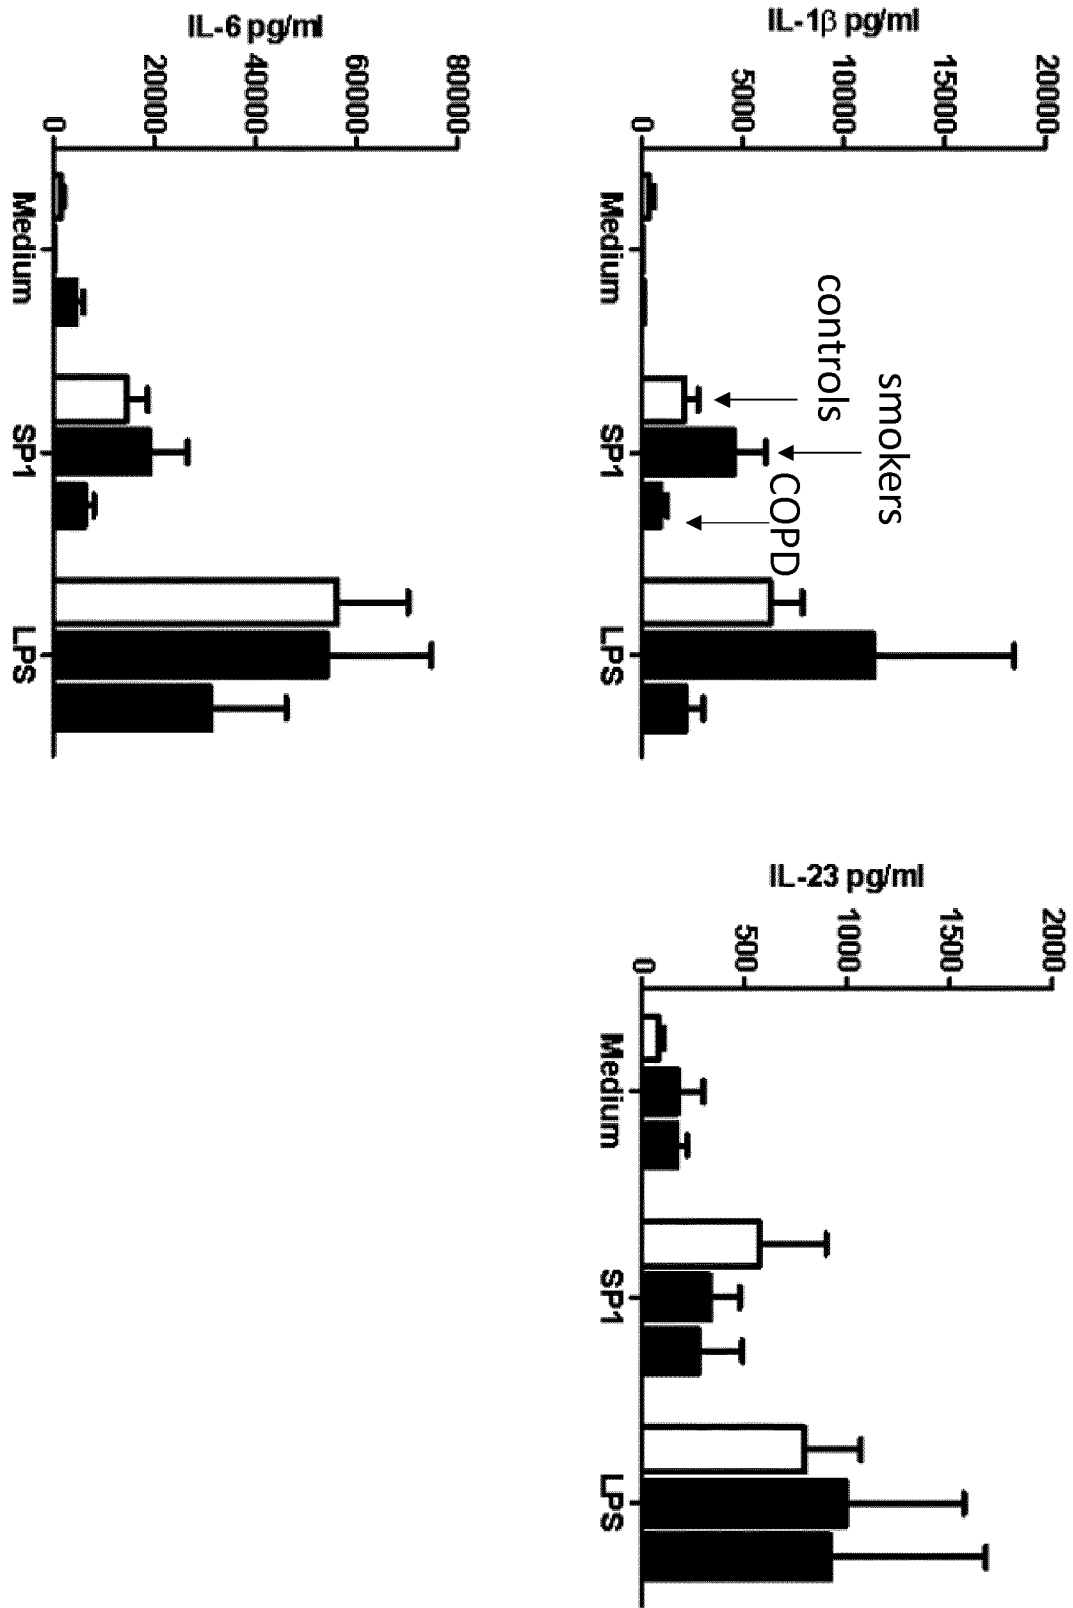 IL-1β pg/ml
20000
15000
10000
5000
0
controls
smokers
COPD
Medium
SP1
LPS
IL-23 pg/ml
2000
1500
1000
500
0
Medium
SP1
LPS
IL-6 pg/ml
80000
60000
40000
20000
0
Medium
SP1
LPS